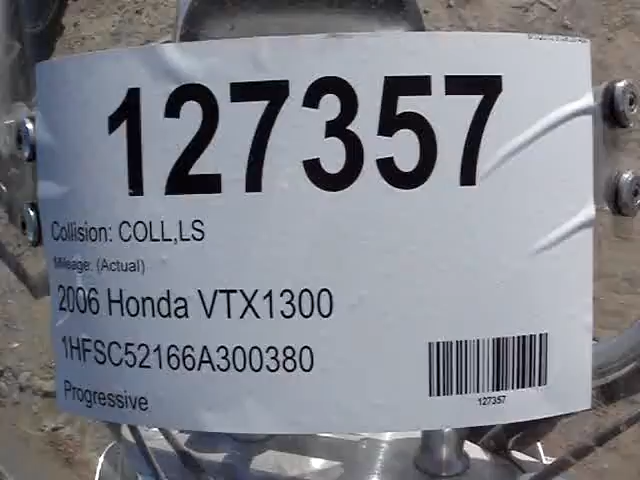 127357
Collision: COLL,LS
Mileage: (Actual)
2006 Honda VTX1300
1HFSC52166A300380
Progressive
127357